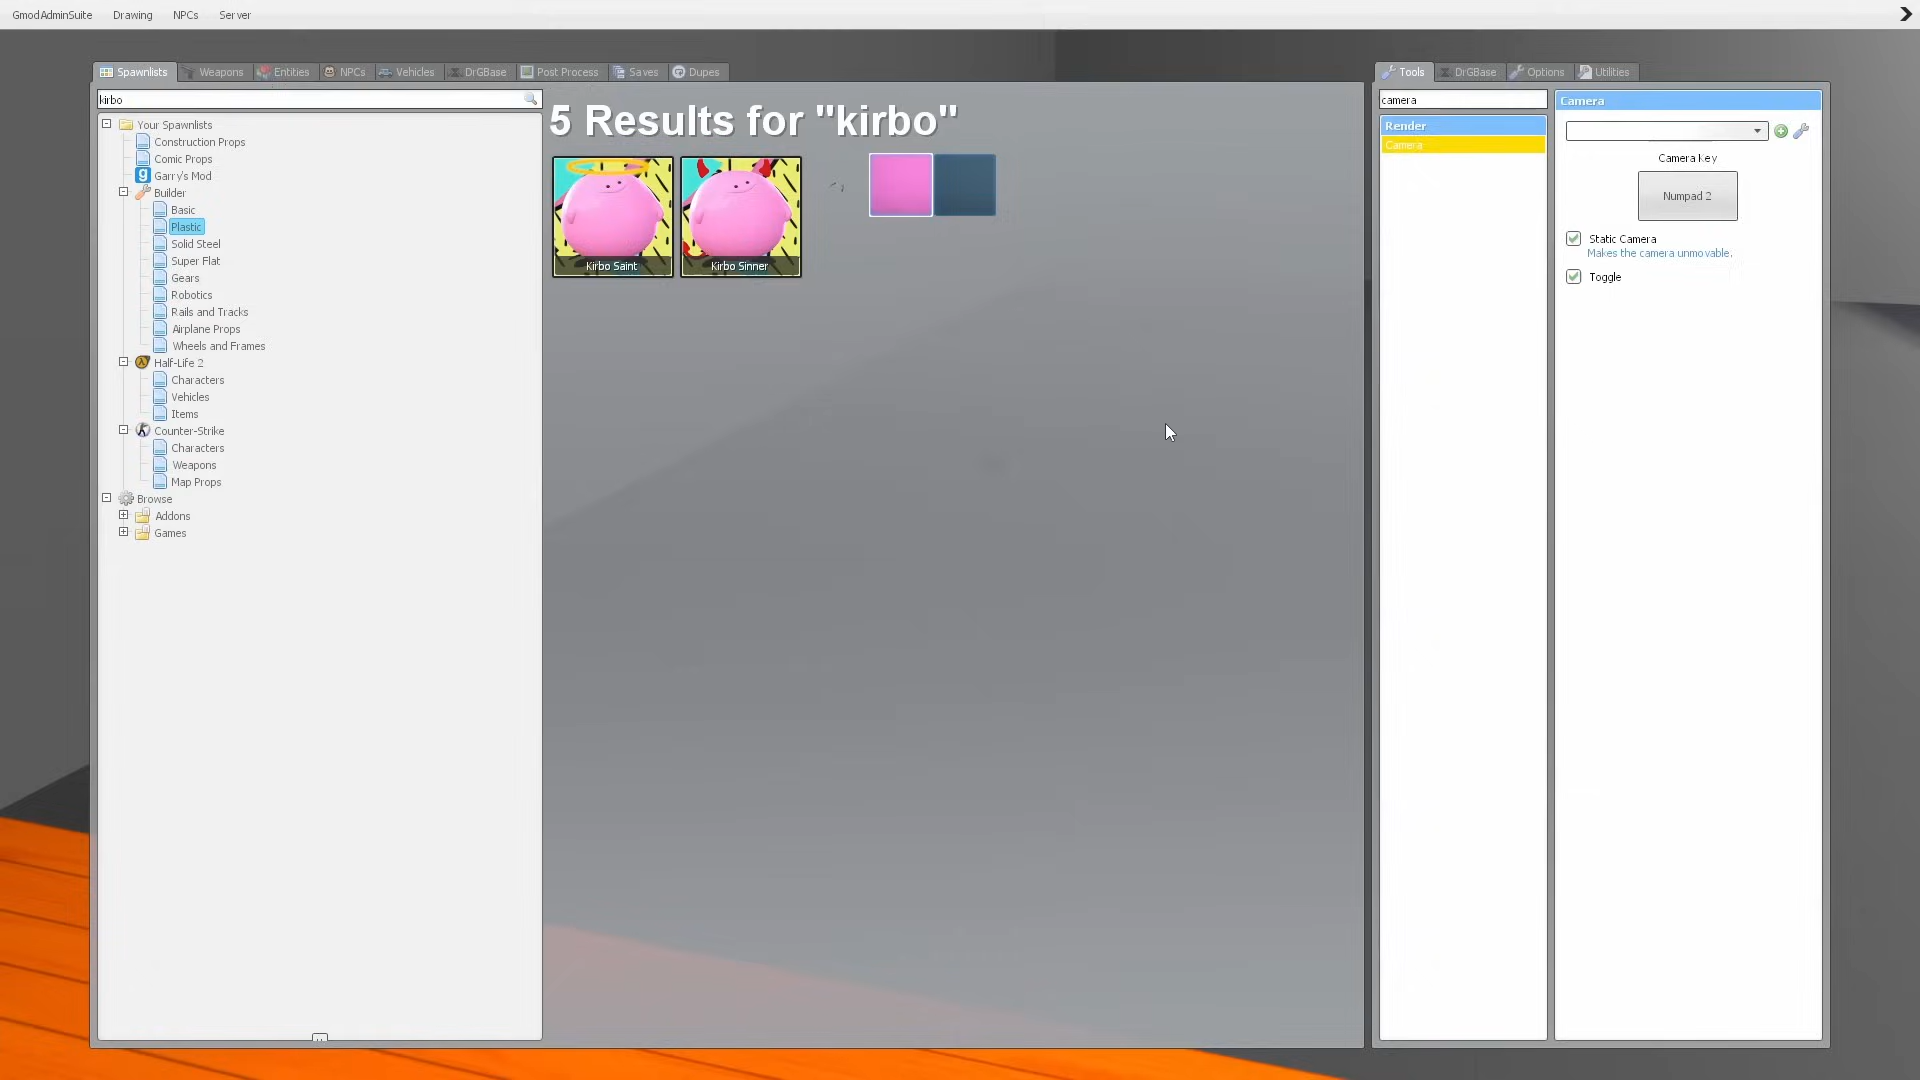 GmodAdminSuite Drawing NPCs Server
Spawnlists Weapons Entities NPCs Vehicles DrGBase Post Process Saves Dupes
kirbo
Your Spawnlists
Construction Props
Comic Props
Garry's Mod
Builder
Basic
Plastic
Solid Steel
Super Flat
Gears
Robotics
Rails and Tracks
Airplane Props
Wheels and Frames
Half-Life 2
Characters
Vehicles
Items
Counter-Strike
Characters
Weapons
Map Props
Browse
Addons
Games
5 Results for "kirbo"
Kirbo Saint
Kirbo Sinner
Tools DrGBase Options Utilities
camera
Render
Camera
Camera
Camera Key
Numpad 2
Static Camera
Makes the camera unmovable.
Toggle